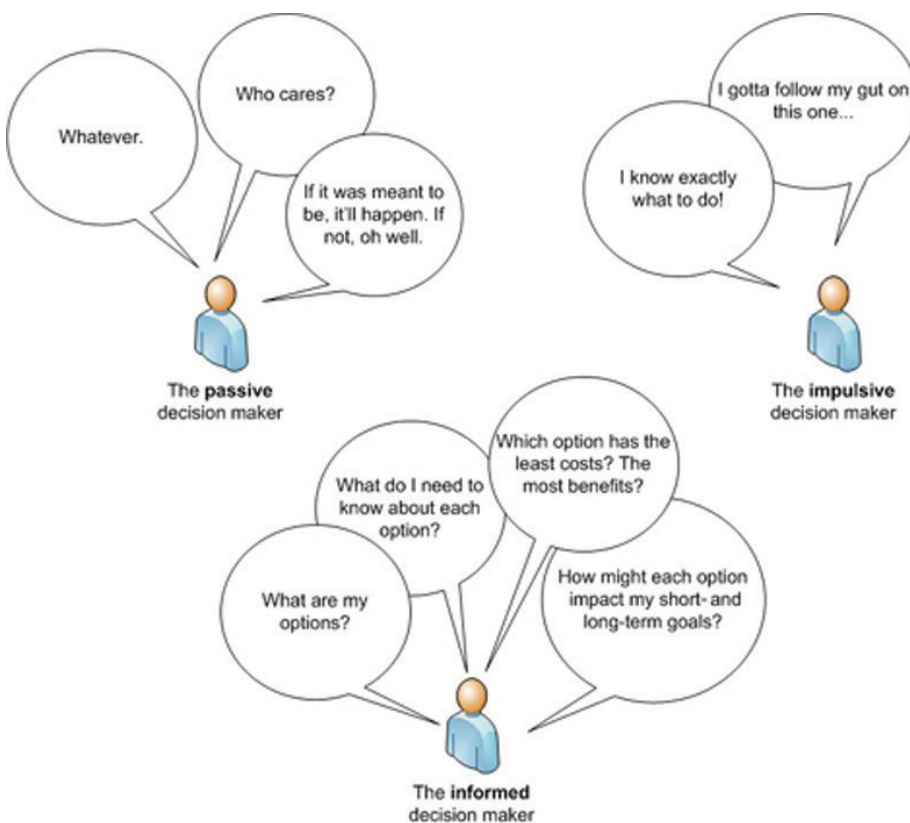 Whatever.
Who cares?
If it was meant to
be, it'll happen. If
not, oh well.
The passive
decision maker
I gotta follow my gut on
this one...
I know exactly
what to do!
The impulsive
decision maker
What are my
options?
What do I need to
know about each
option?
Which option has the
least costs? The
most benefits?
How might each option
impact my short- and
long-term goals?
The informed
decision maker